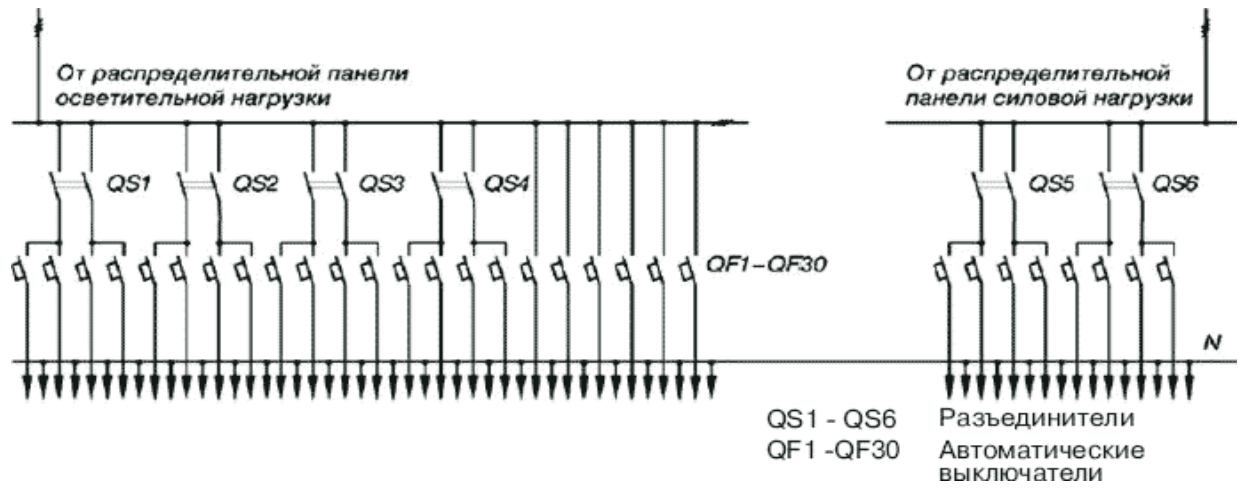 От распределительной панели
осветительной нагрузки
От распределительной
панели силовой нагрузки
QS1
QS2
QS3
QS4
QS5
QS6
QF1-QF30
N
QS1 - QS6 Разъединители
QF1 -QF30 Автоматические
выключатели